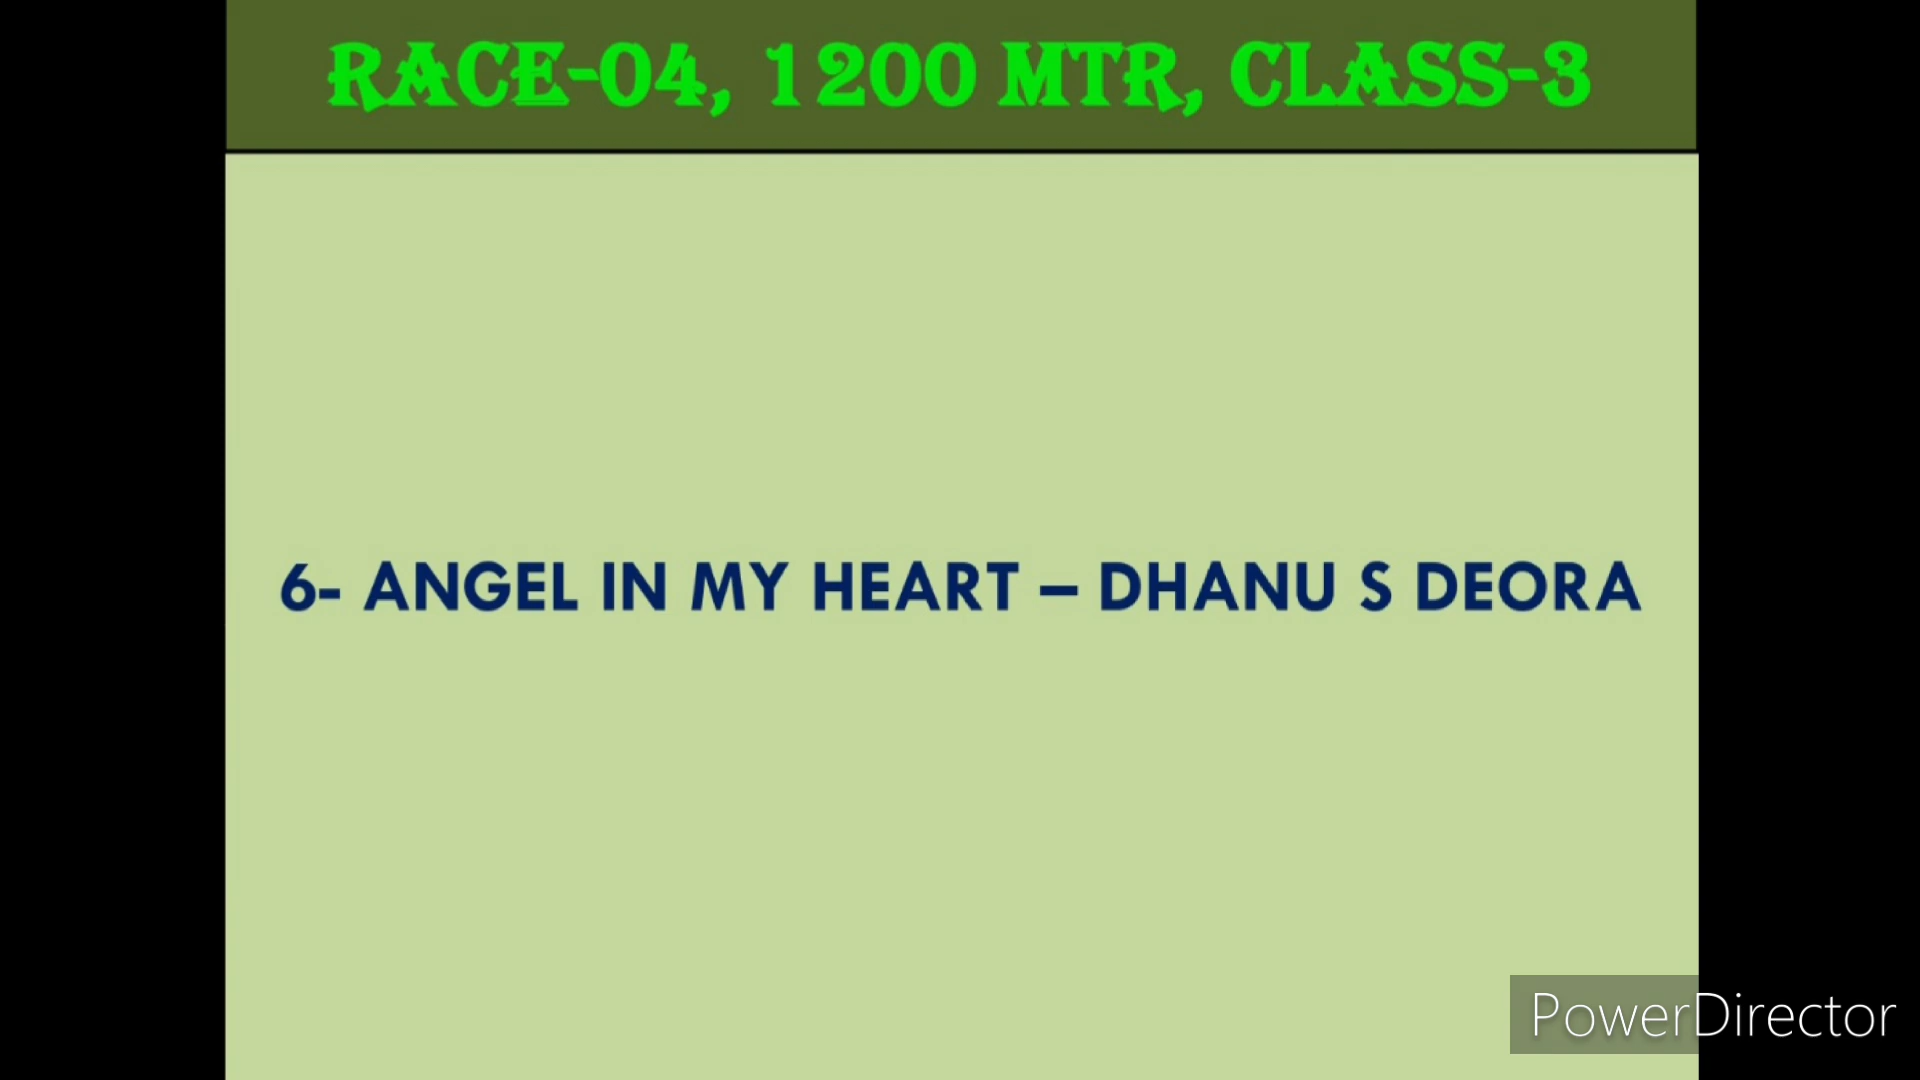 RACE-04, 1200 MTR, CLASS-3
6- ANGEL IN MY HEART – DHANU S DEORA
PowerDirector